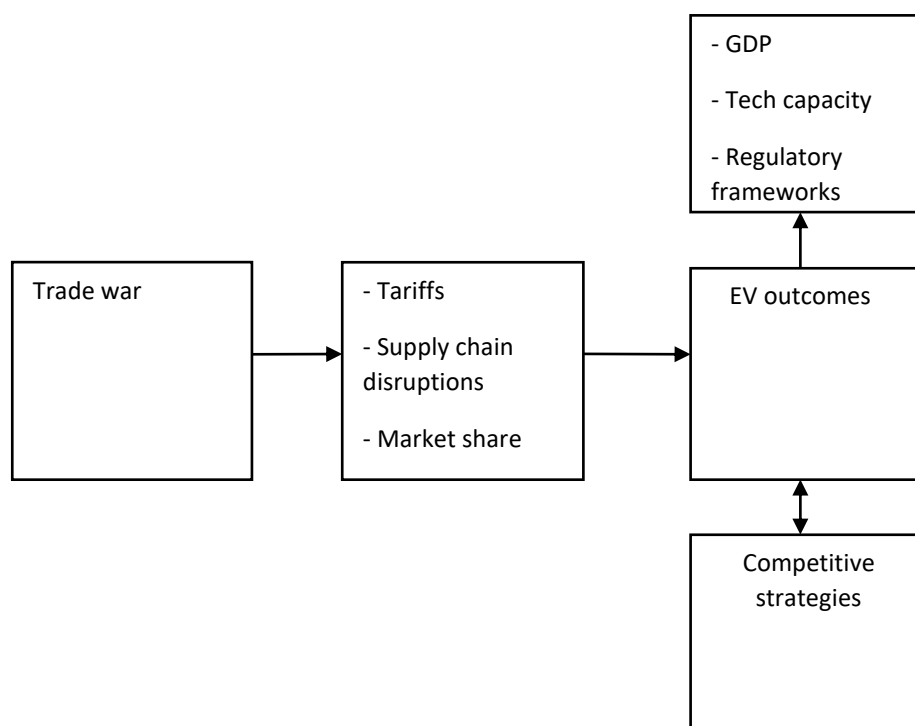 - GDP
- Tech capacity
- Regulatory
frameworks
Trade war
- Tariffs
- Supply chain
disruptions
- Market share
EV outcomes
Competitive
strategies